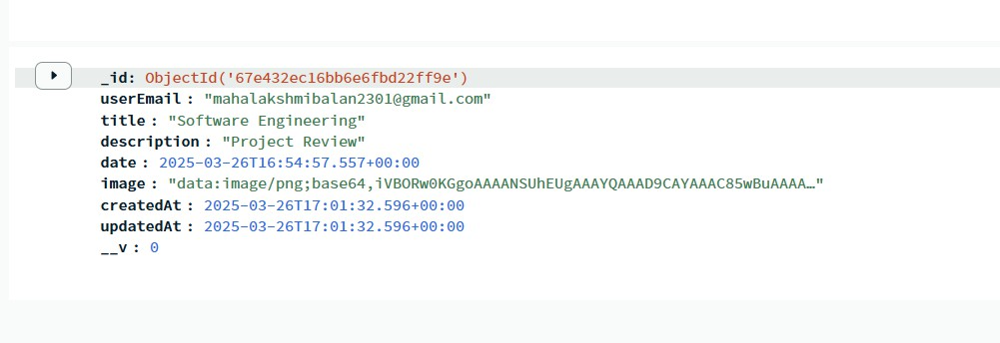 _id: ObjectId('67e432ec16bb6e6fbd22ff9e')
userEmail : "mahalakshmibalan2301@gmail.com"
title : "Software Engineering"
description : "Project Review"
date : 2025-03-26T16:54:57.557+00:00
image : "data:image/png;base64,iVBORw0KGgoAAAANSUhEUgAAAYQAAAD9CAYAAAC85wBuAAAA…"
createdAt : 2025-03-26T17:01:32.596+00:00
updatedAt : 2025-03-26T17:01:32.596+00:00
__v : 0